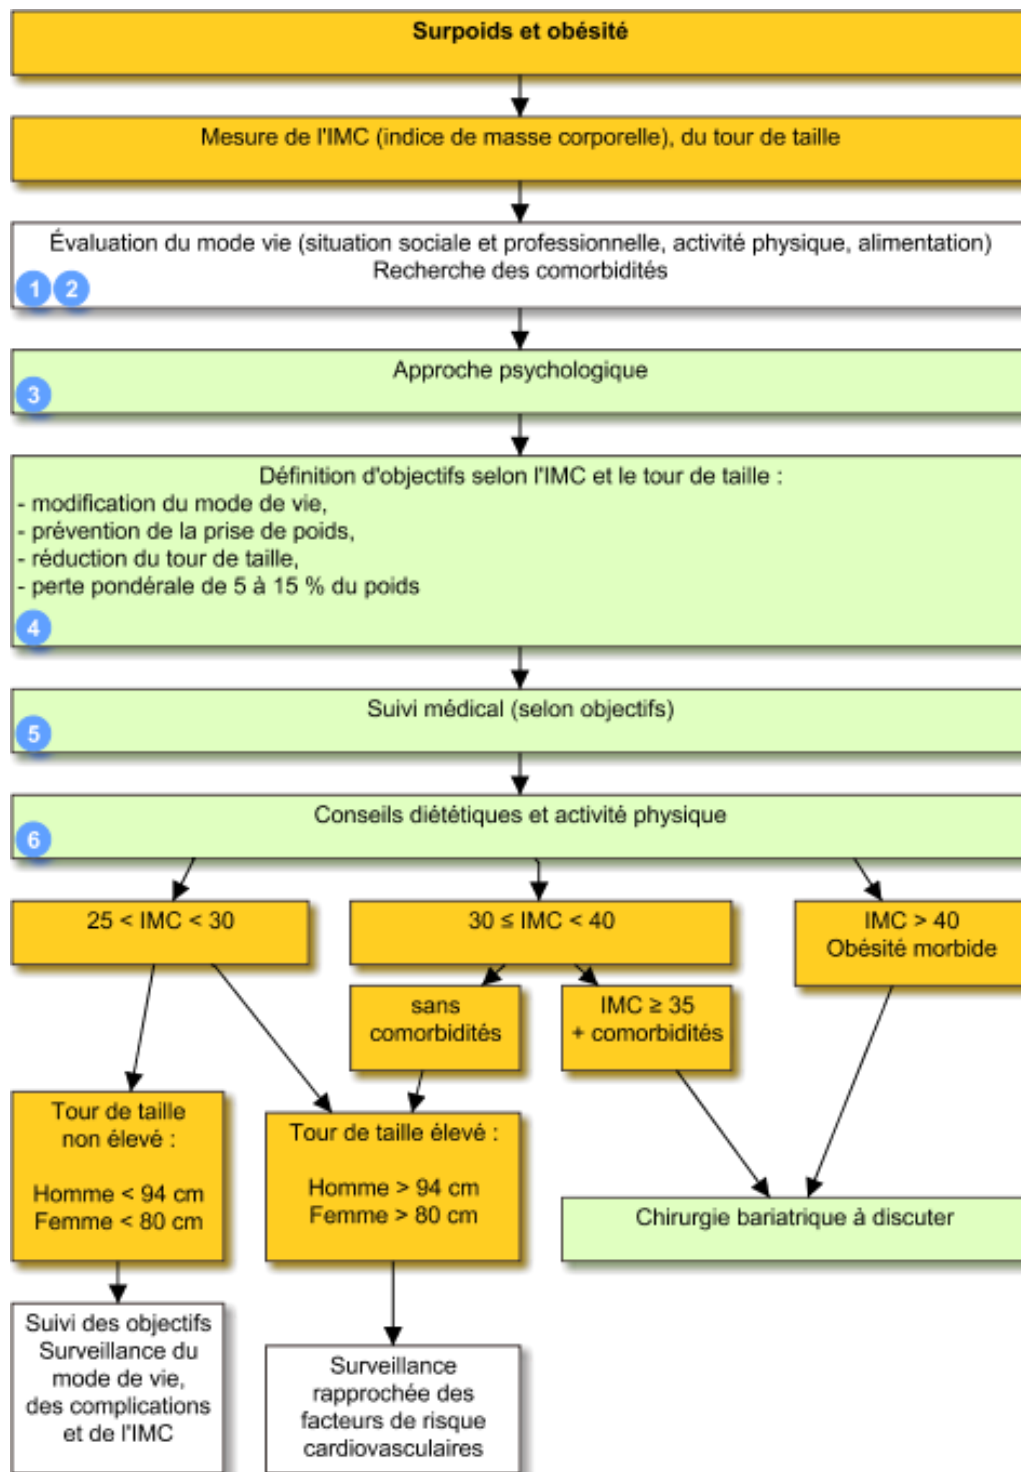 Surpoids et obésité
Mesure de l'IMC (indice de masse corporelle), du tour de taille
Évaluation du mode vie (situation sociale et professionnelle, activité physique, alimentation)
Recherche des comorbidités
1 2
Approche psychologique
3
Définition d'objectifs selon l'IMC et le tour de taille :
- modification du mode de vie,
- prévention de la prise de poids,
- réduction du tour de taille,
- perte pondérale de 5 à 15 % du poids
4
Suivi médical (selon objectifs)
5
Conseils diététiques et activité physique
6
25 < IMC < 30
30 ≤ IMC < 40
IMC > 40
Obésité morbide
sans
comorbidités
IMC ≥ 35
+ comorbidités
Tour de taille
non élevé :
Homme < 94 cm
Femme < 80 cm
Tour de taille élevé :
Homme > 94 cm
Femme > 80 cm
Chirurgie bariatrique à discuter
Suivi des objectifs
Surveillance du
mode de vie,
des complications
et de l'IMC
Surveillance
rapprochée des
facteurs de risque
cardiovasculaires